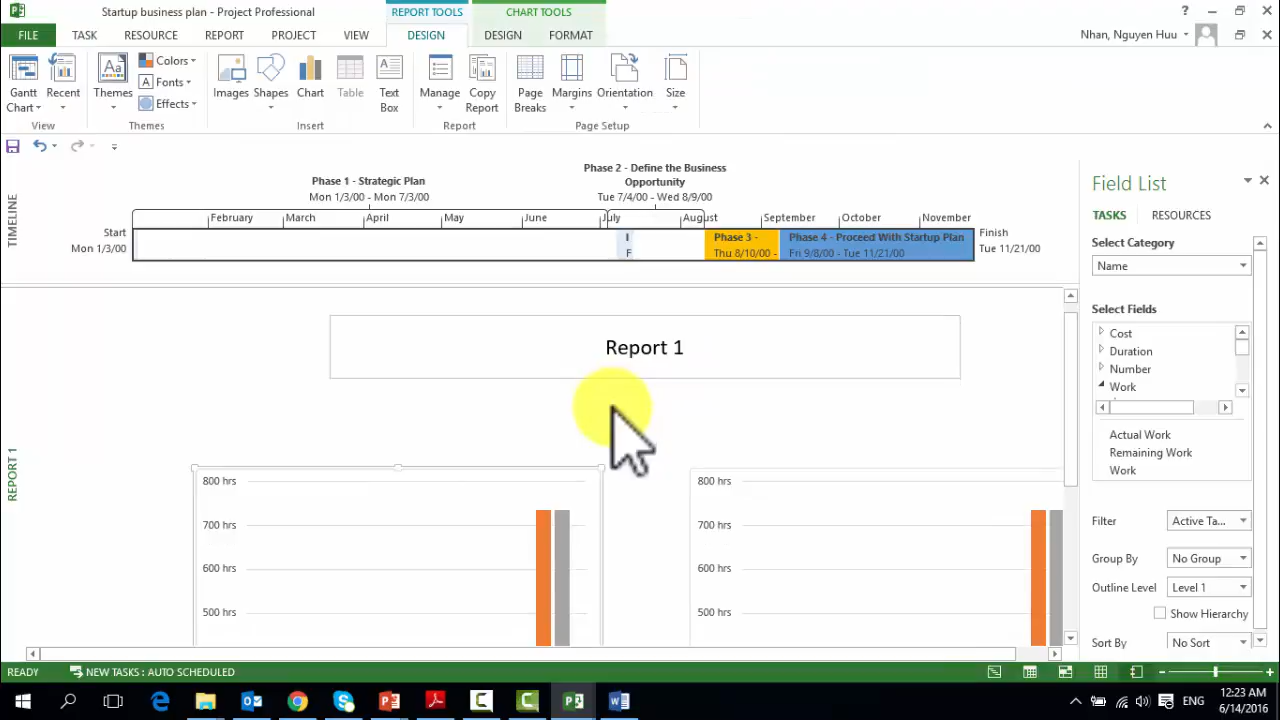 Startup business plan - Project Professional
REPORT TOOLS
CHART TOOLS
?
FILE
TASK
RESOURCE
REPORT
PROJECT
VIEW
DESIGN
DESIGN
FORMAT
Nhan, Nguyen Huu
Gantt
Chart
Recent
Themes
Colors
Fonts
Effects
Images
Shapes
Chart
Table
Text
Box
Manage
Copy
Report
Page
Breaks
Margins
Orientation
Size
View
Themes
Insert
Report
Page Setup
TIMELINE
Phase 1 - Strategic Plan
Mon 1/3/00 - Mon 7/3/00
Phase 2 - Define the Business
Opportunity
Tue 7/4/00 - Wed 8/9/00
February
March
April
May
June
July
August
September
October
November
Start
Mon 1/3/00
I
F
Phase 3 -
Thu 8/10/00 -
Phase 4 - Proceed With Startup Plan
Fri 9/8/00 - Tue 11/21/00
Finish
Tue 11/21/00
REPORT 1
Report 1
800 hrs
700 hrs
600 hrs
500 hrs
800 hrs
700 hrs
600 hrs
500 hrs
Field List
TASKS
RESOURCES
Select Category
Name
Select Fields
Cost
Duration
Number
Work
Actual Work
Remaining Work
Work
Filter
Active Ta...
Group By
No Group
Outline Level
Level 1
Show Hierarchy
Sort By
No Sort
READY
NEW TASKS : AUTO SCHEDULED
ENG
12:23 AM
6/14/2016